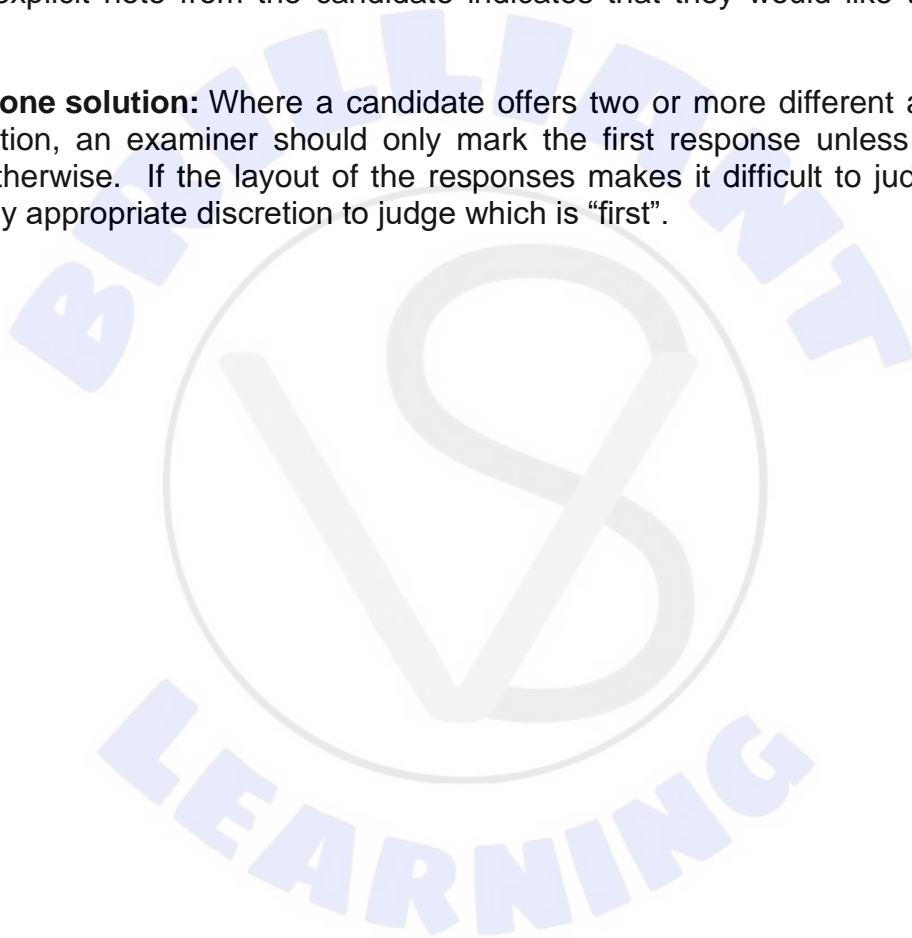 explicit note from the candidate indicates that they would like
one solution: Where a candidate offers two or more different
tion, an examiner should only mark the first response unless
therwise. If the layout of the responses makes it difficult to
y appropriate discretion to judge which is “first”.
BRILLIANT
VS
LEARNING